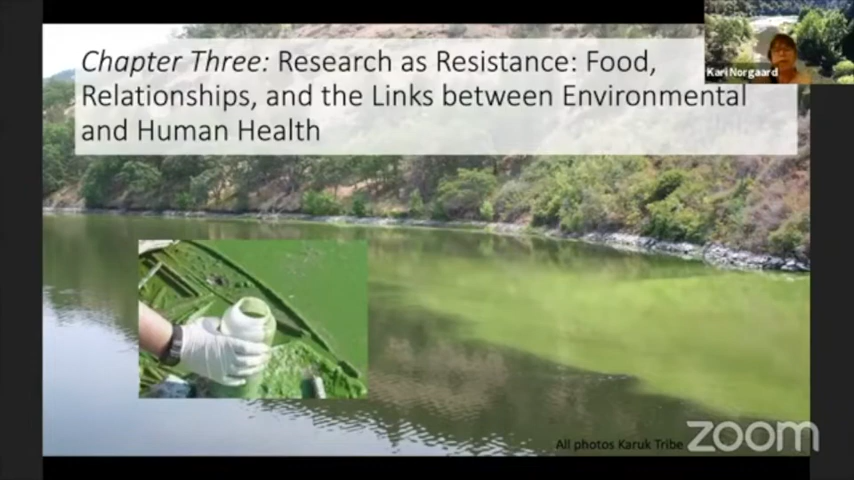 Chapter Three: Research as Resistance: Food,
Relationships, and the Links between Environmental
and Human Health
Kari Norgaard
All photos Karuk Tribe
zoom